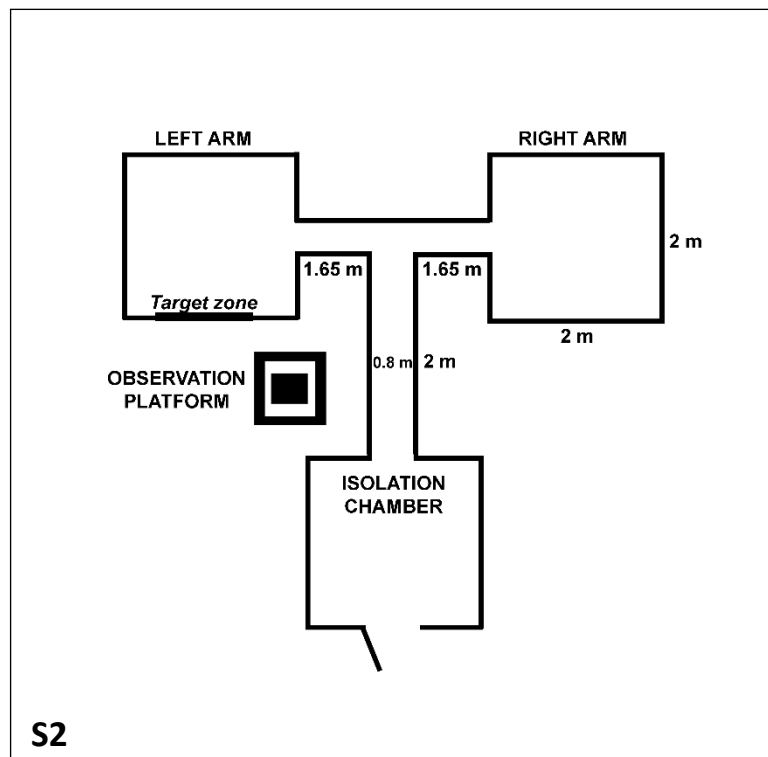 LEFT ARM
RIGHT ARM
2 m
1.65 m
1.65 m
Target zone
2 m
0.8 m
2 m
OBSERVATION
PLATFORM
ISOLATION
CHAMBER
S2